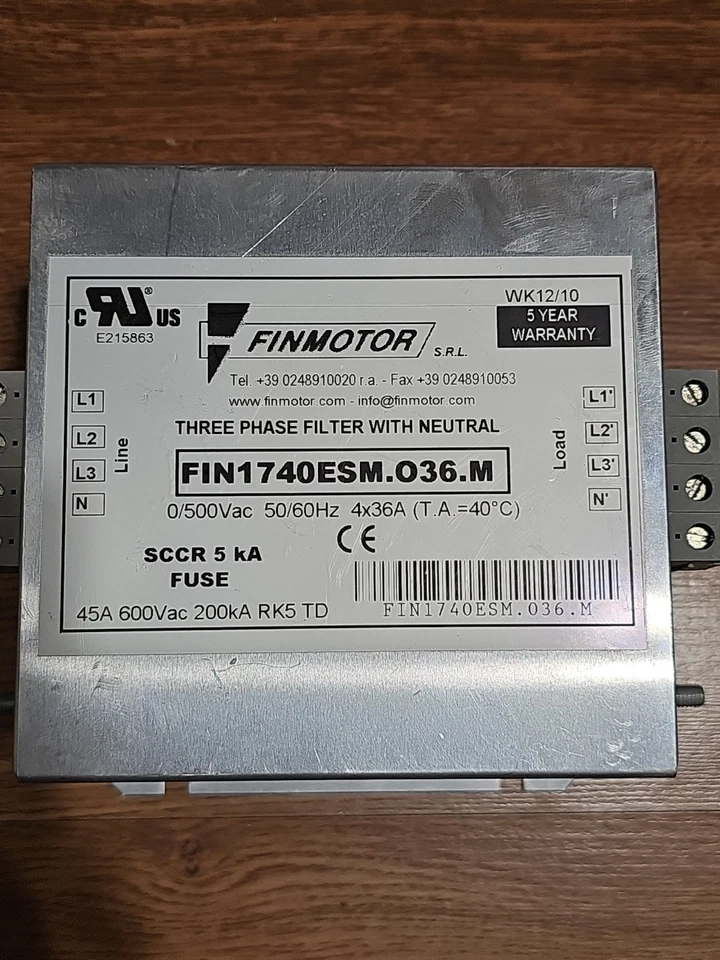 c RU ® US
E215863
FINMOTOR S.R.L.
WK12/10
5 YEAR
WARRANTY
Tel. +39 0248910020 r.a. - Fax +39 0248910053
www.finmotor.com - info@finmotor.com
THREE PHASE FILTER WITH NEUTRAL
L1
L2
L3
N
Line
Load
L1'
L2'
L3'
N'
FIN1740ESM.O36.M
0/500Vac 50/60Hz 4x36A (T.A.=40°C)
CE
SCCR 5 kA
FUSE
45A 600Vac 200kA RK5 TD
FIN1740ESM.036.M